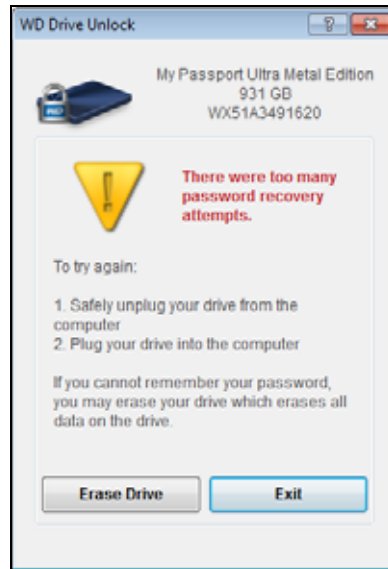 WD Drive Unlock
My Passport Ultra Metal Edition
931 GB
WX51A3491620
There were too many
password recovery
attempts.
To try again:
1. Safely unplug your drive from the
computer
2. Plug your drive into the computer
If you cannot remember your password,
you may erase your drive which erases all
data on the drive.
Erase Drive
Exit